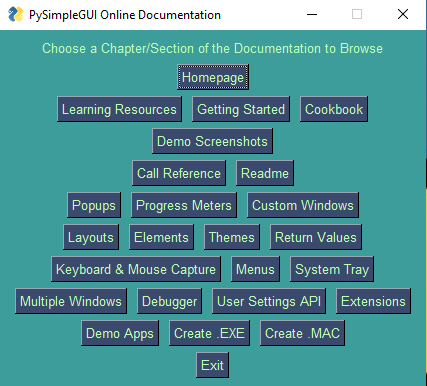 PySimpleGUI Online Documentation
Choose a Chapter/Section of the Documentation to Browse
Homepage
Learning Resources Getting Started Cookbook
Demo Screenshots
Call Reference Readme
Popups Progress Meters Custom Windows
Layouts Elements Themes Return Values
Keyboard & Mouse Capture Menus System Tray
Multiple Windows Debugger User Settings API Extensions
Demo Apps Create .EXE Create .MAC
Exit